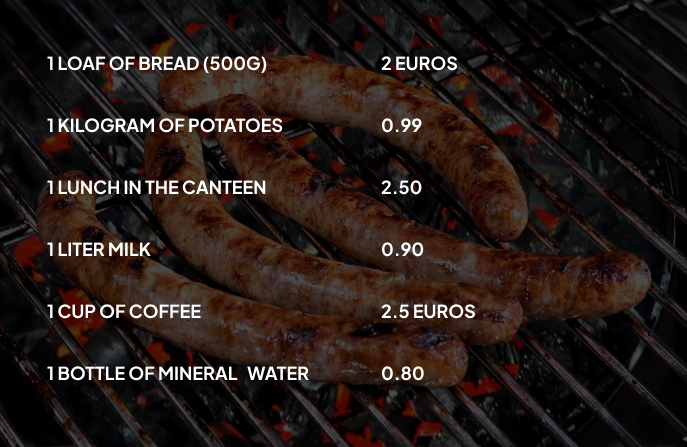 1 LOAF OF BREAD (500G) 2 EUROS
1 KILOGRAM OF POTATOES 0.99
1 LUNCH IN THE CANTEEN 2.50
1 LITER MILK 0.90
1 CUP OF COFFEE 2.5 EUROS
1 BOTTLE OF MINERAL WATER 0.80